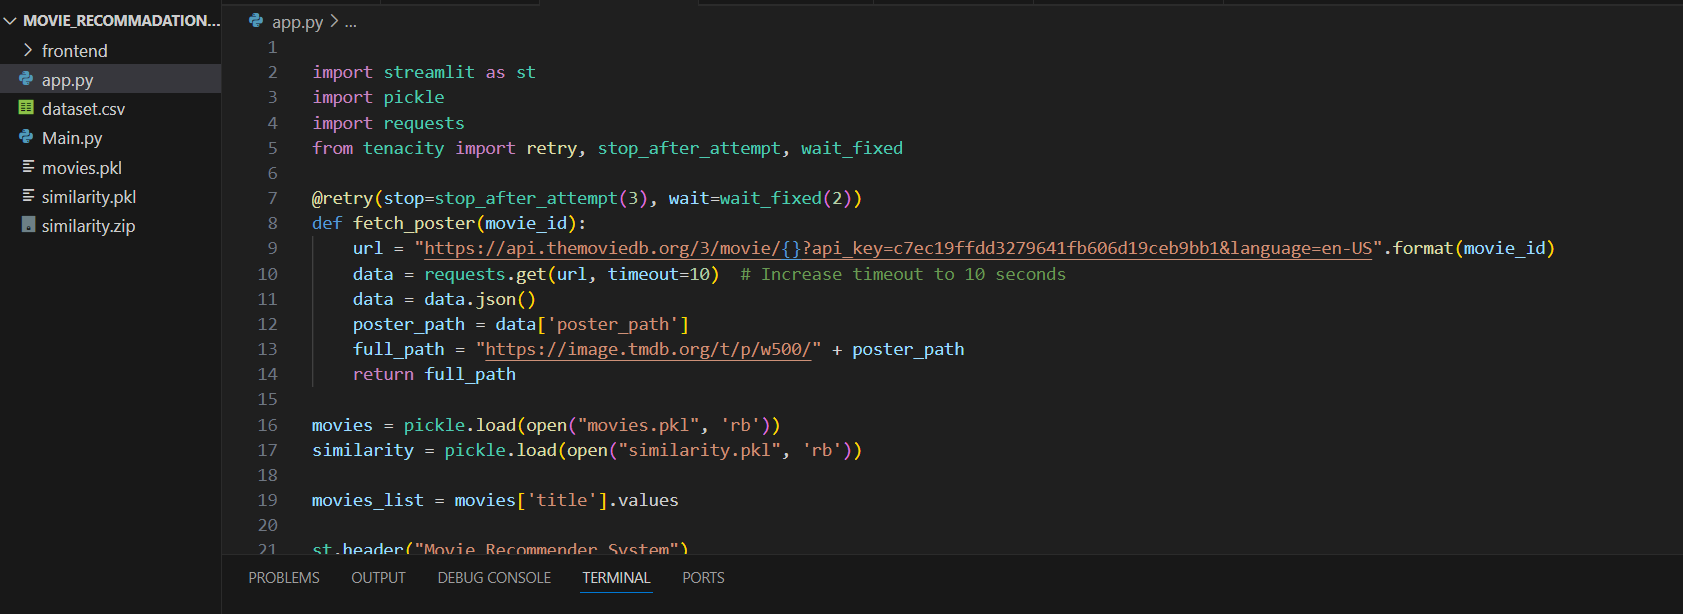 MOVIE_RECOMMADATION...
frontend
app.py
dataset.csv
Main.py
movies.pkl
similarity.pkl
similarity.zip
app.py > ...
1
2 import streamlit as st
3 import pickle
4 import requests
5 from tenacity import retry, stop_after_attempt, wait_fixed
6
7 @retry(stop=stop_after_attempt(3), wait=wait_fixed(2))
8 def fetch_poster(movie_id):
9 url = "https://api.themoviedb.org/3/movie/{}?api_key=c7ec19ffdd3279641fb606d19ceb9bb1&language=en-US".format(movie_id)
10 data = requests.get(url, timeout=10)  # Increase timeout to 10 seconds
11 data = data.json()
12 poster_path = data['poster_path']
13 full_path = "https://image.tmdb.org/t/p/w500/" + poster_path
14 return full_path
15
16 movies = pickle.load(open("movies.pkl", 'rb'))
17 similarity = pickle.load(open("similarity.pkl", 'rb'))
18
19 movies_list = movies['title'].values
20
21 st.header("Movie Recommender System")
PROBLEMS OUTPUT DEBUG CONSOLE TERMINAL PORTS